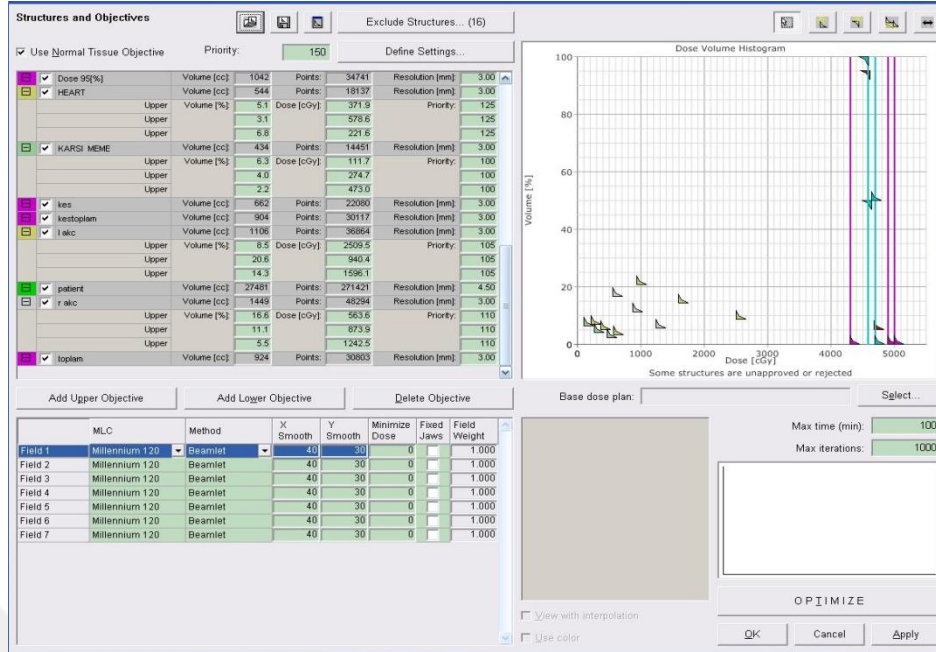 Structures and Objectives
Exclude Structures... (16)
Use Normal Tissue Objective Priority: 150 Define Settings...
Dose 95[%] Volume [cc]: 1042 Points: 34741 Resolution [mm]: 3.00
HEART Volume [cc]: 544 Points: 18137 Resolution [mm]: 3.00
Upper Volume [%]: 5.1 Dose [cGy]: 371.9 Priority: 125
Upper 3.1 578.6 125
Upper 6.8 221.6 125
KARSI MEME Volume [cc]: 434 Points: 14451 Resolution [mm]: 3.00
Upper Volume [%]: 6.3 Dose [cGy]: 111.7 Priority: 100
Upper 4.0 274.7 100
Upper 2.2 473.0 100
kes Volume [cc]: 662 Points: 22080 Resolution [mm]: 3.00
kestoplam Volume [cc]: 904 Points: 30117 Resolution [mm]: 3.00
l akc Volume [cc]: 1106 Points: 36864 Resolution [mm]: 3.00
Upper Volume [%]: 8.5 Dose [cGy]: 2509.5 Priority: 105
Upper 20.6 940.4 105
Upper 14.3 1596.1 105
patient Volume [cc]: 27481 Points: 271421 Resolution [mm]: 4.50
r akc Volume [cc]: 1449 Points: 48294 Resolution [mm]: 3.00
Upper Volume [%]: 16.6 Dose [cGy]: 563.6 Priority: 110
Upper 11.1 873.9 110
Upper 5.5 1242.5 110
toplam Volume [cc]: 924 Points: 30803 Resolution [mm]: 3.00
Dose Volume Histogram
100
80
60
40
20
0
Volume [%]
0 1000 2000 3000 4000 5000
Dose [cGy]
Some structures are unapproved or rejected
Add Upper Objective Add Lower Objective Delete Objective
Base dose plan: Select...
MLC Method X Smooth Y Smooth Minimize Dose Fixed Jaws Field Weight
Field 1 Millennium 120 Beamlet 40 30 0 1.000
Field 2 Millennium 120 Beamlet 40 30 0 1.000
Field 3 Millennium 120 Beamlet 40 30 0 1.000
Field 4 Millennium 120 Beamlet 40 30 0 1.000
Field 5 Millennium 120 Beamlet 40 30 0 1.000
Field 6 Millennium 120 Beamlet 40 30 0 1.000
Field 7 Millennium 120 Beamlet 40 30 0 1.000
Max time (min): 100
Max iterations: 1000
View with interpolation
Use color
OPTIMIZE
OK Cancel Apply